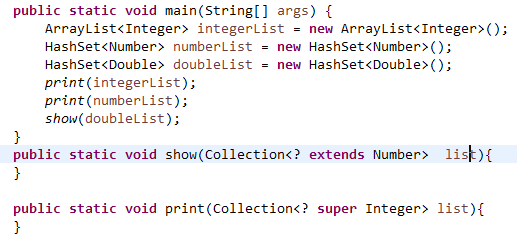 public static void main(String[] args) {
ArrayList<Integer> integerList = new ArrayList<Integer>();
HashSet<Number> numberList = new HashSet<Number>();
HashSet<Double> doubleList = new HashSet<Double>();
print(integerList);
print(numberList);
show(doubleList);
}
public static void show(Collection<? extends Number>  list){
}
public static void print(Collection<? super Integer> list){
}